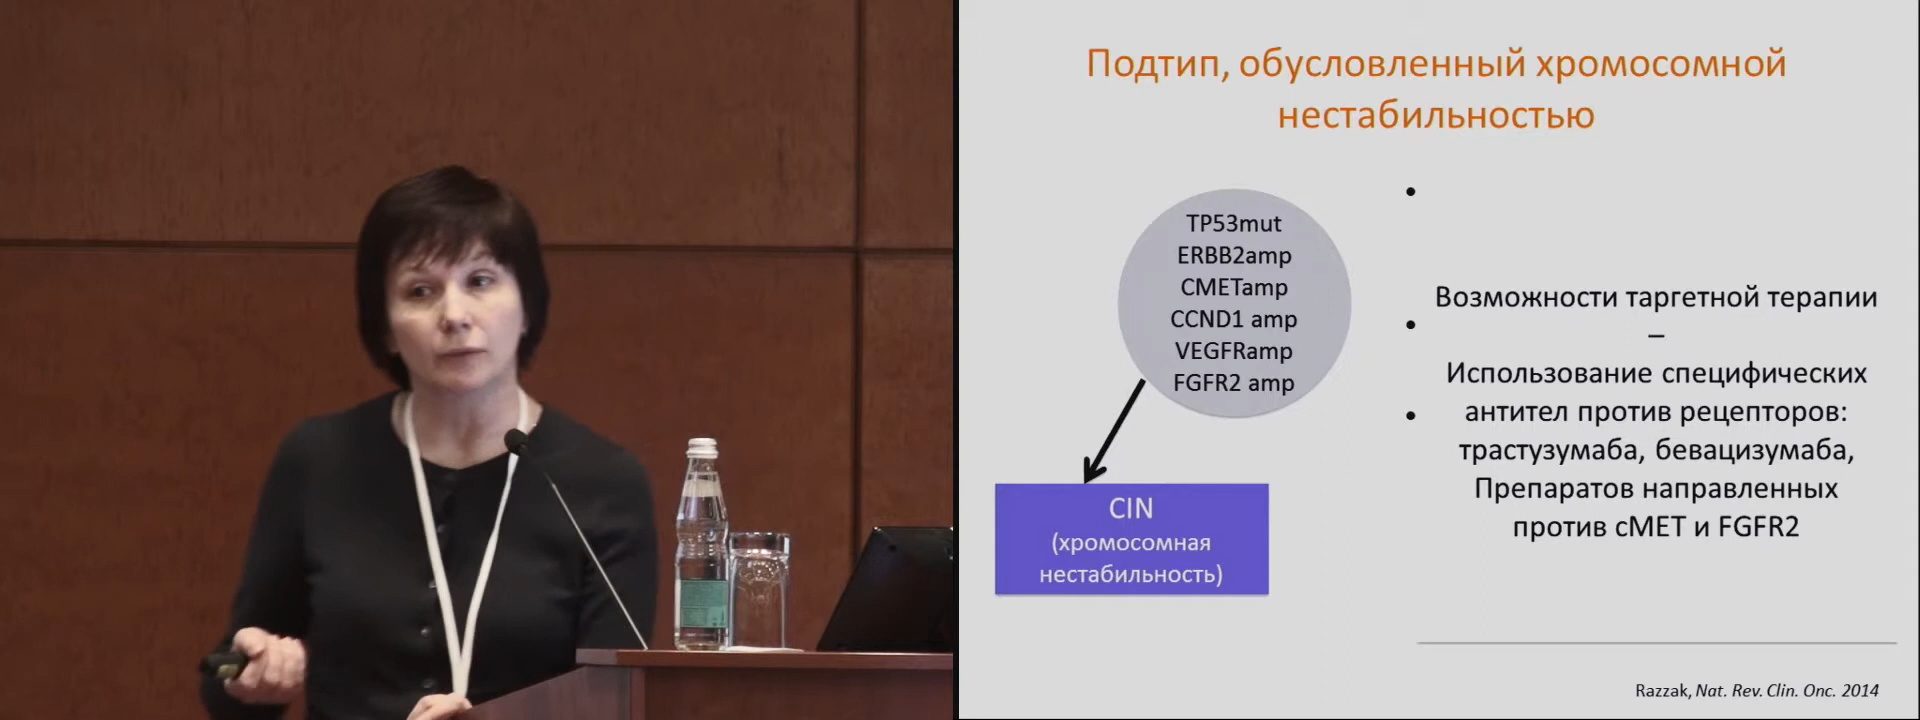 Подтип, обусловленный хромосомной
нестабильностью
TP53mut
ERBB2amp
CMETamp
CCND1 amp
VEGFRamp
FGFR2 amp
CIN
(хромосомная
нестабильность)
•
•
•
Возможности таргетной терапии
–
Использование специфических
антител против рецепторов:
трастузумаба, бевацизумаба,
Препаратов направленных
против cMET и FGFR2
Razzak, Nat. Rev. Clin. Onc. 2014